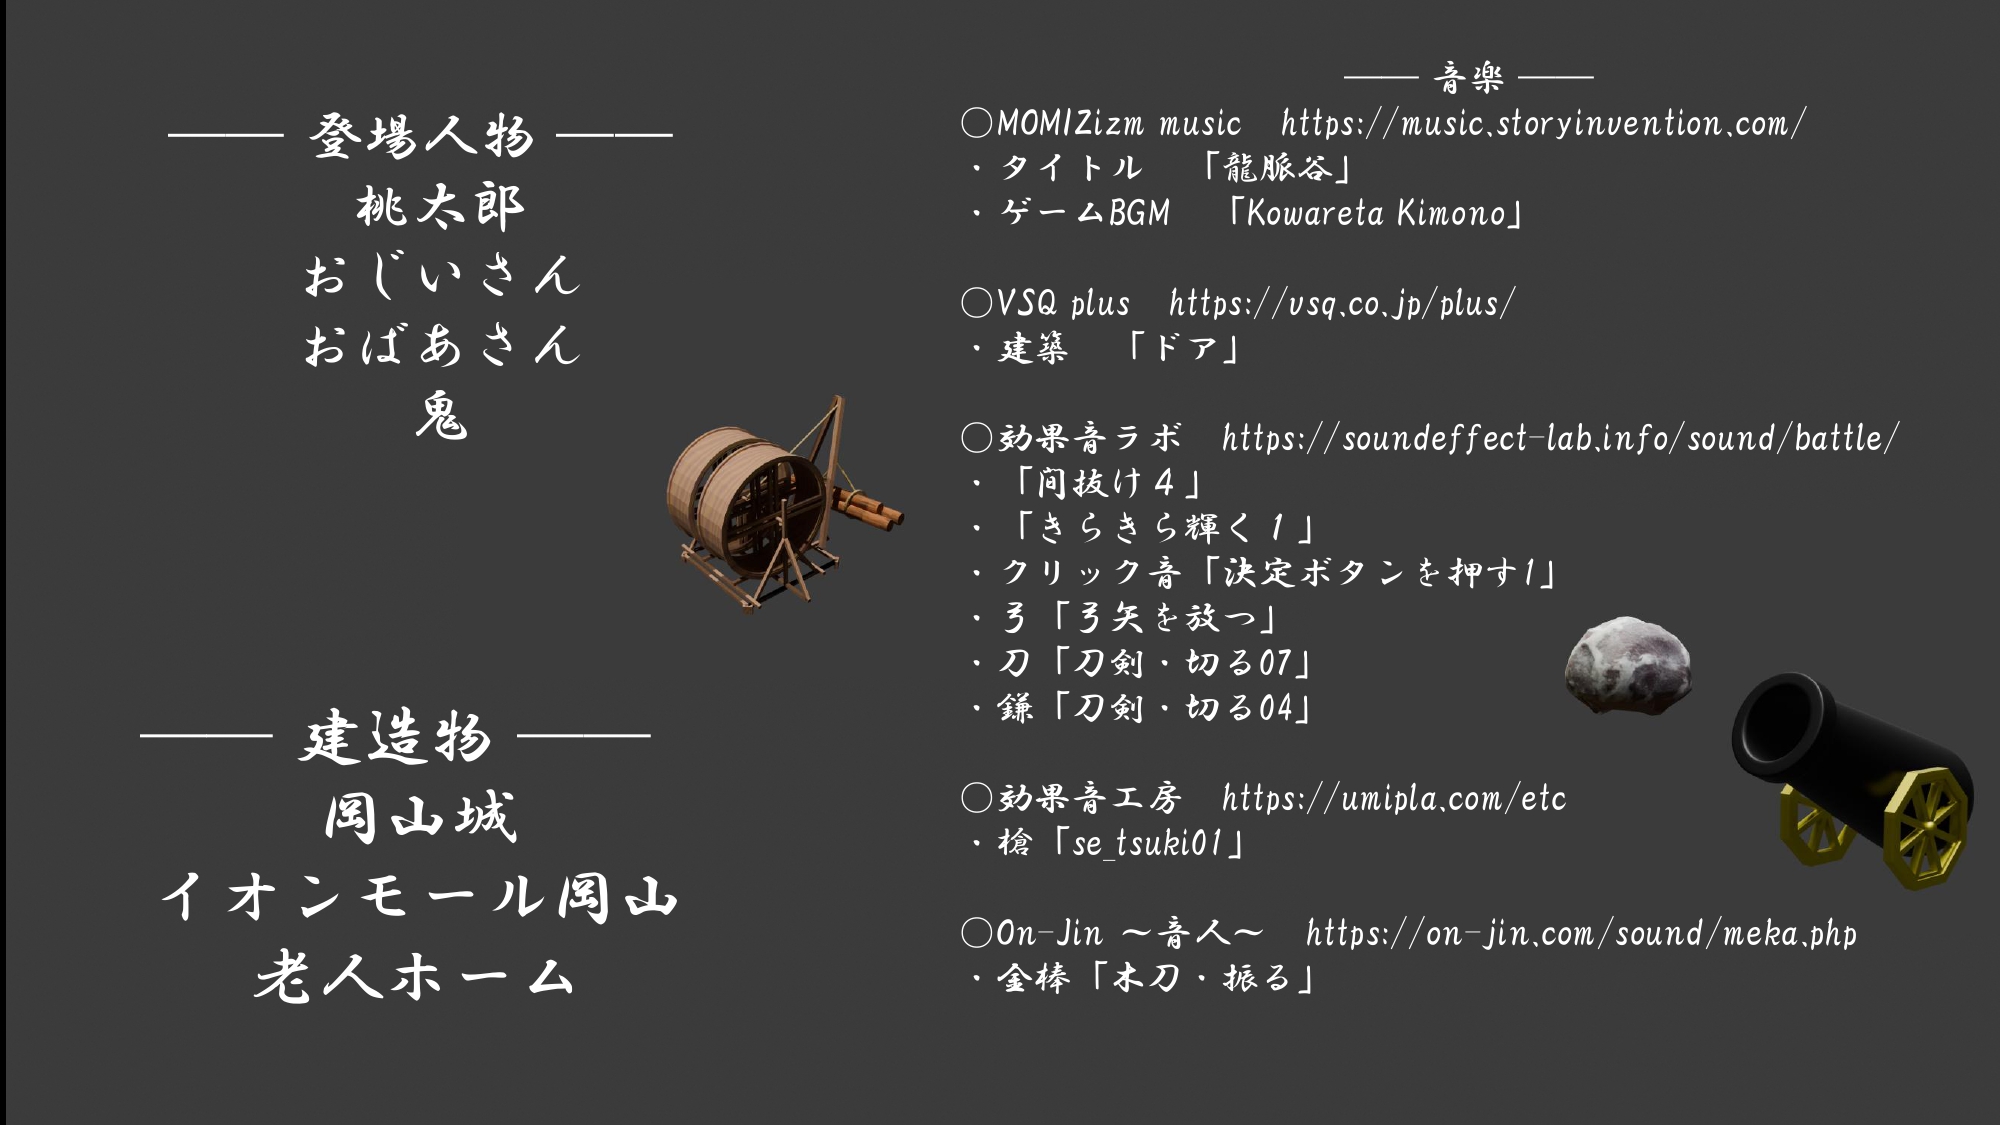 ―― 登場人物 ――
桃太郎
おじいさん
おばあさん
鬼
―― 建造物 ――
岡山城
イオンモール岡山
老人ホーム
―― 音楽 ――
○MOMIZizm music　https://music.storyinvention.com/
・タイトル　「龍脈谷」
・ゲームBGM　「Kowareta Kimono」
○VSQ plus　https://vsq.co.jp/plus/
・建築　「ドア」
○効果音ラボ　https://soundeffect-lab.info/sound/battle/
・「間抜け４」
・「きらきら輝く１」
・クリック音「決定ボタンを押す1」
・弓「弓矢を放つ」
・刀「刀剣・切る07」
・鎌「刀剣・切る04」
○効果音工房　https://umipla.com/etc
・槍「se_tsuki01」
○On-Jin ～音人～　https://on-jin.com/sound/meka.php
・金棒「木刀・振る」